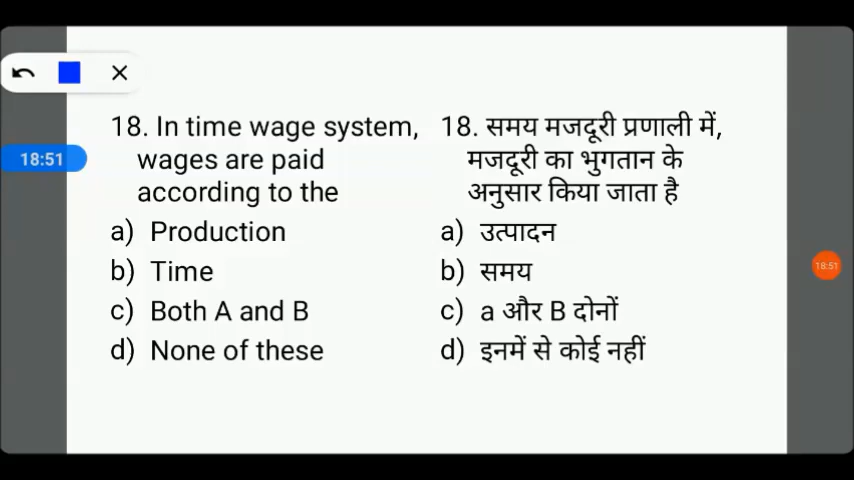 18. In time wage system,
wages are paid
according to the
a) Production
b) Time
c) Both A and B
d) None of these
18. समय मजदूरी प्रणाली में,
मजदूरी का भुगतान के
अनुसार किया जाता है
a) उत्पादन
b) समय
c) a और B दोनों
d) इनमें से कोई नहीं
18:51
18:51